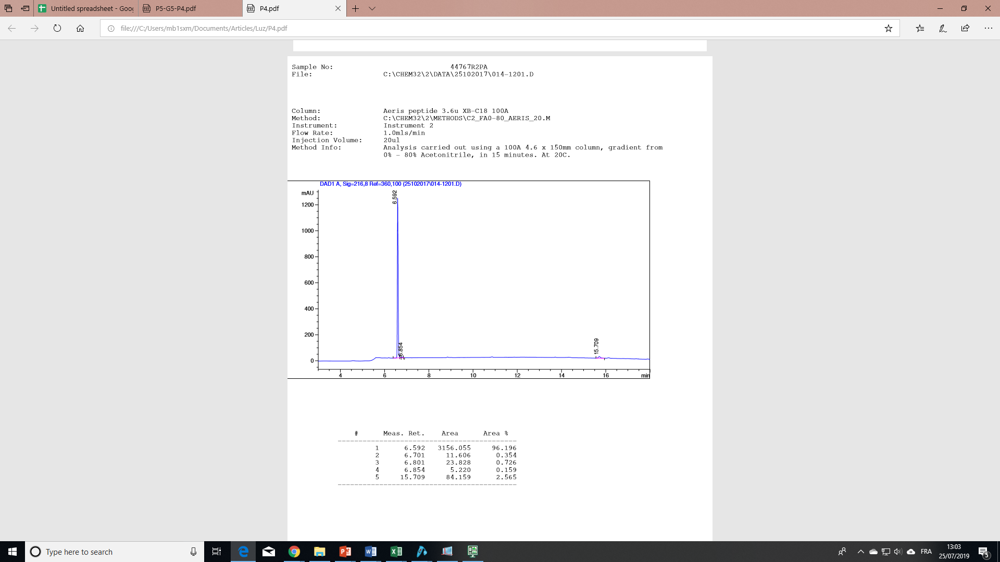 Untitled spreadsheet - Goog
P5-G5-P4.pdf
P4.pdf
file:///C:/Users/mb1sxm/Documents/Articles/Luz/P4.pdf
Sample No: 44767R2PA
File: C:\CHEM32\2\DATA\25102017\014-1201.D
Column: Aeris peptide 3.6u XB-C18 100A
Method: C:\CHEM32\2\METHODS\C2_FA0-80_AERIS_20.M
Instrument: Instrument 2
Flow Rate: 1.0mls/min
Injection Volume: 20ul
Method Info: Analysis carried out using a 100A 4.6 x 150mm column, gradient from
0% - 80% Acetonitrile, in 15 minutes. At 20C.
DAD1 A, Sig=216,8 Ref=360,100 (25102017\014-1201.D)
mAU
1200
1000
800
600
400
200
0
6.592
6.854
15.709
4 6 8 10 12 14 16 min
# Meas. Ret. Area Area %
1 6.592 3156.055 96.196
2 6.701 11.606 0.354
3 6.801 23.828 0.726
4 6.854 5.220 0.159
5 15.709 84.159 2.565
Type here to search
FRA
13:03
25/07/2019
5